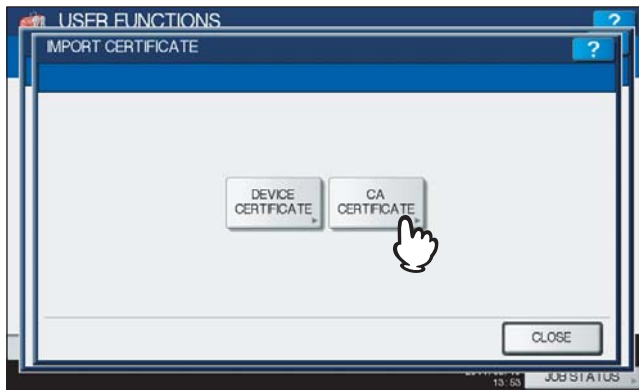 USER FUNCTIONS
?
IMPORT CERTIFICATE
?
DEVICE
CERTIFICATE
CA
CERTIFICATE
CLOSE
13:53
JOB STATUS